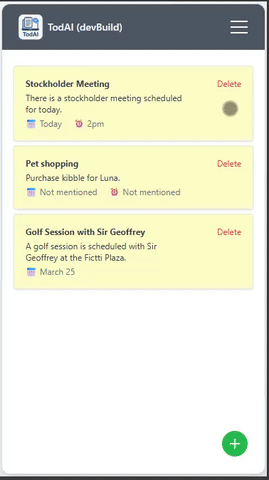 TodAI
TodAI (devBuild)
Stockholder Meeting
Delete
There is a stockholder meeting scheduled
for today.
Today
2pm
Pet shopping
Delete
Purchase kibble for Luna.
Not mentioned
Not mentioned
Golf Session with Sir Geoffrey
Delete
A golf session is scheduled with Sir
Geoffrey at the Fictti Plaza.
March 25